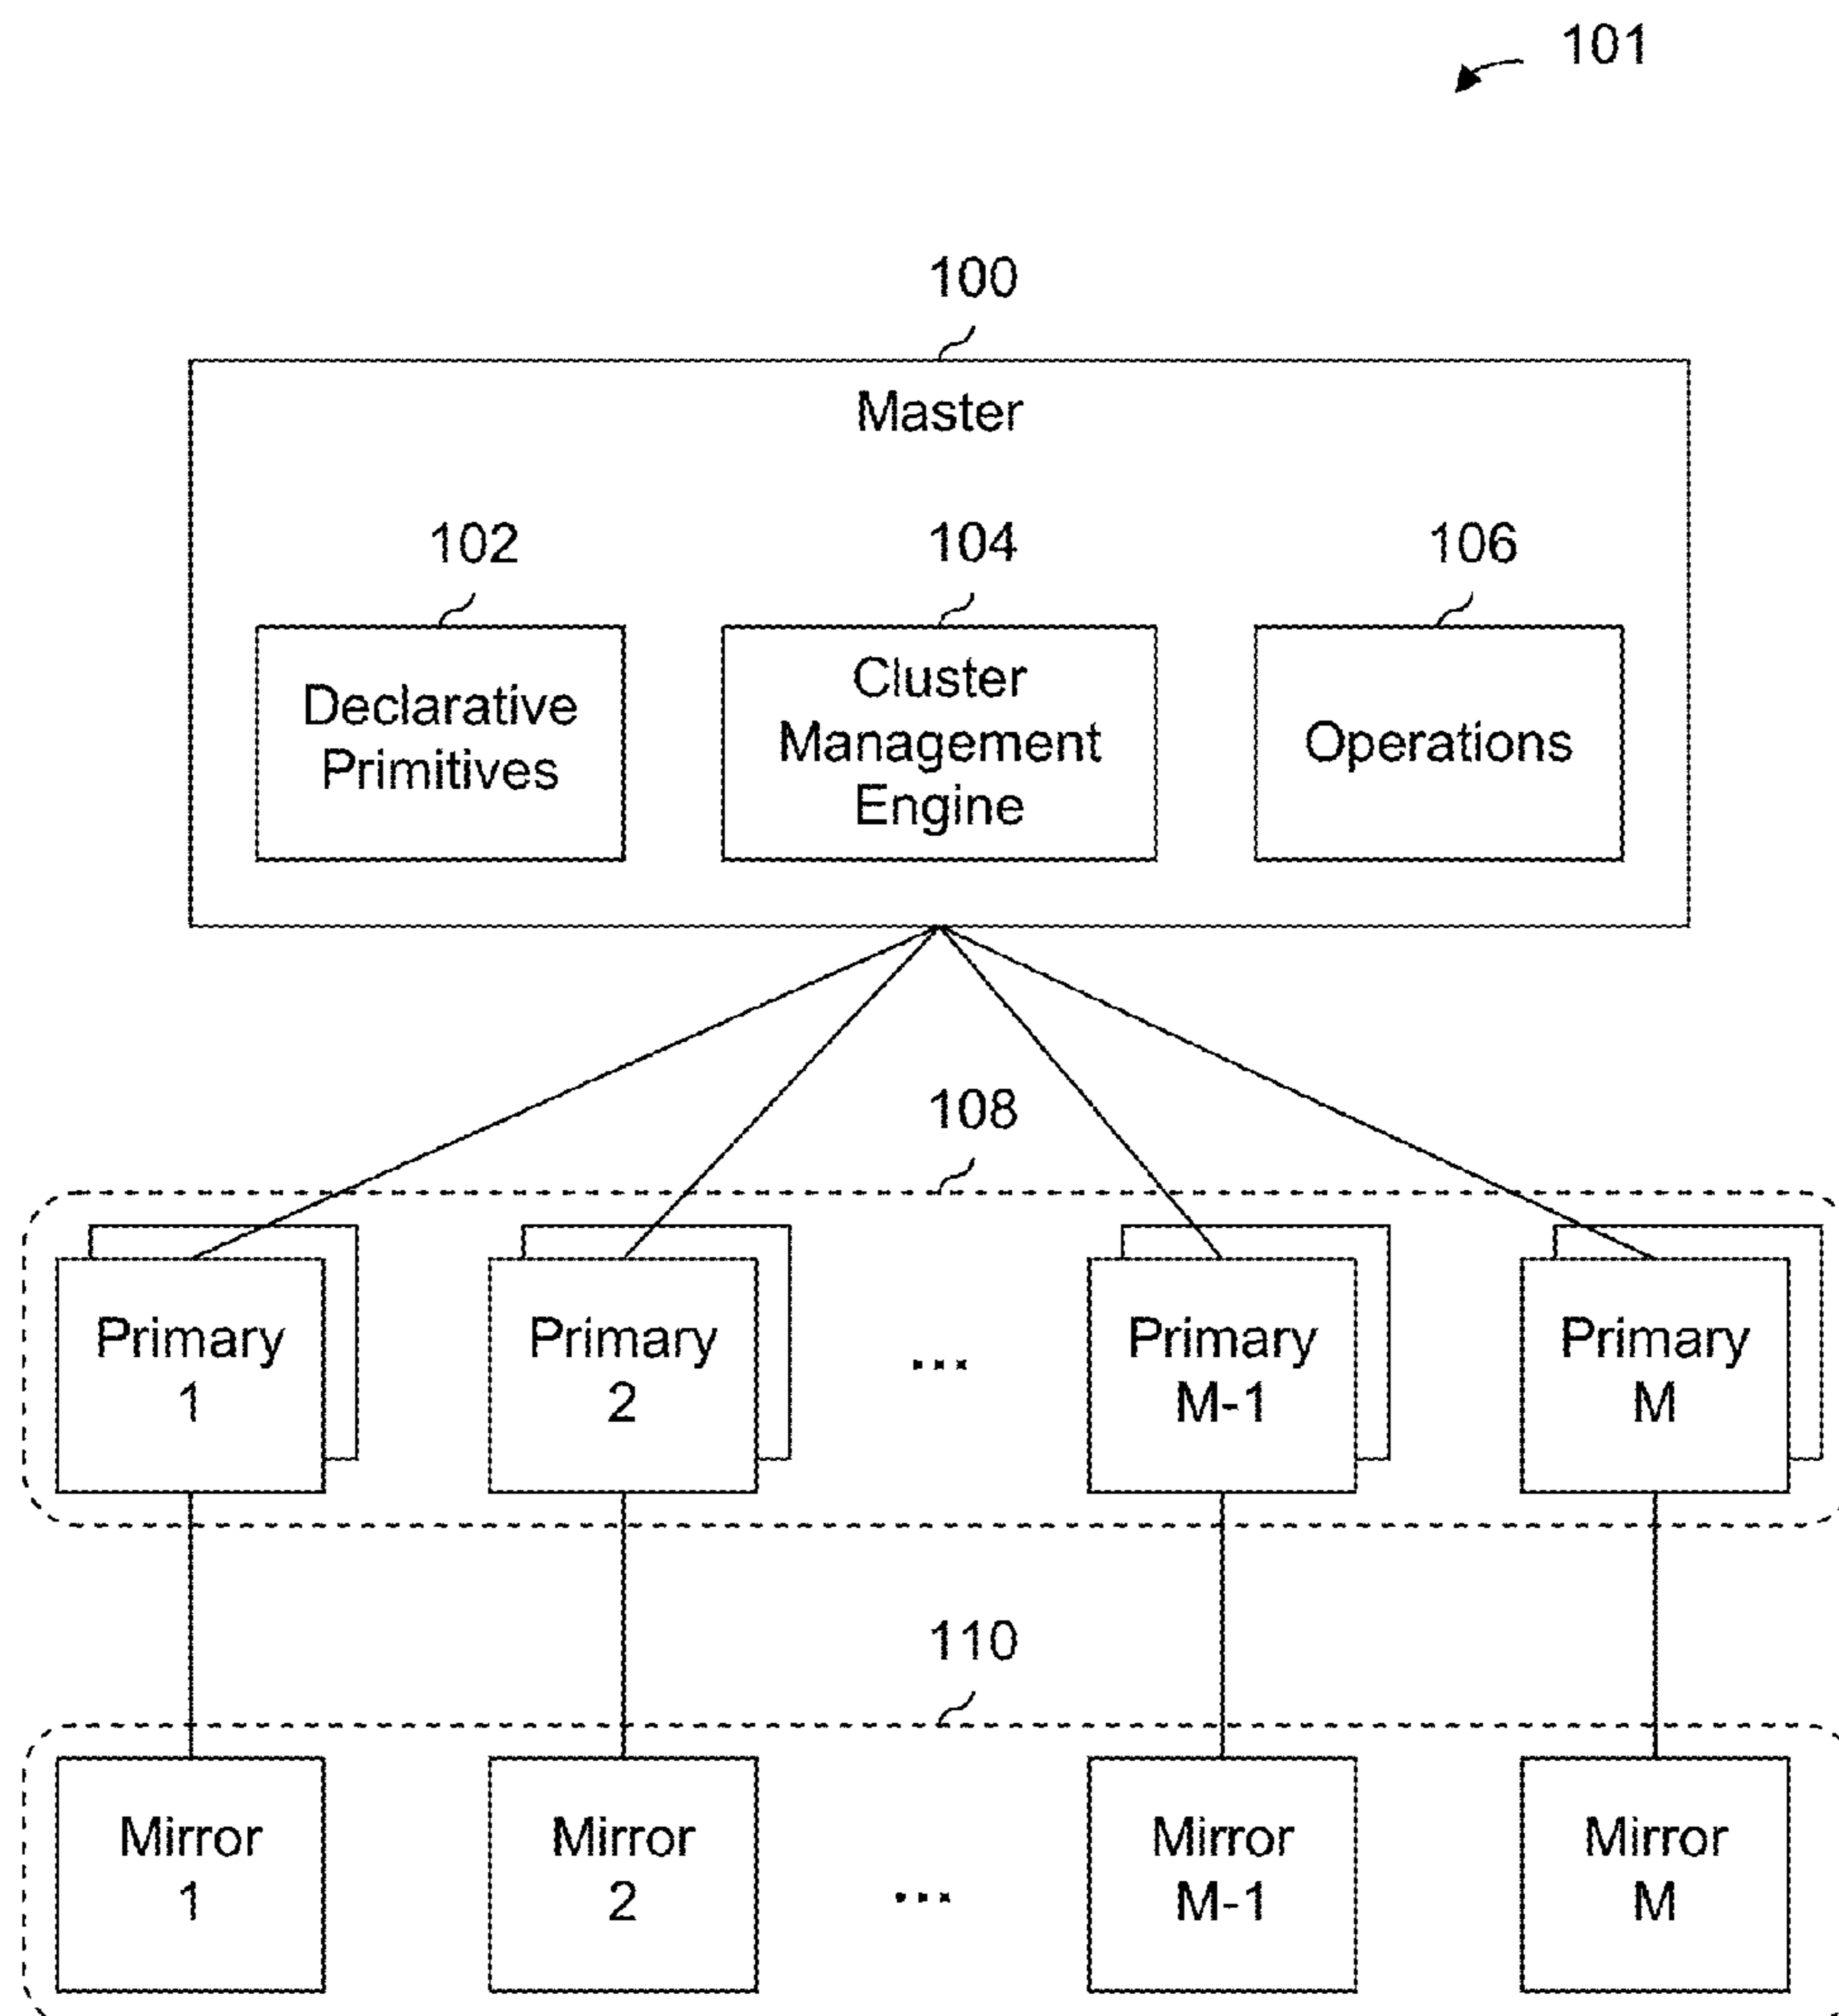 101
100
Master
102
104
106
Declarative
Primitives
Cluster
Management
Engine
Operations
108
Primary
1
Primary
2
...
Primary
M-1
Primary
M
110
Mirror
1
Mirror
2
...
Mirror
M-1
Mirror
M